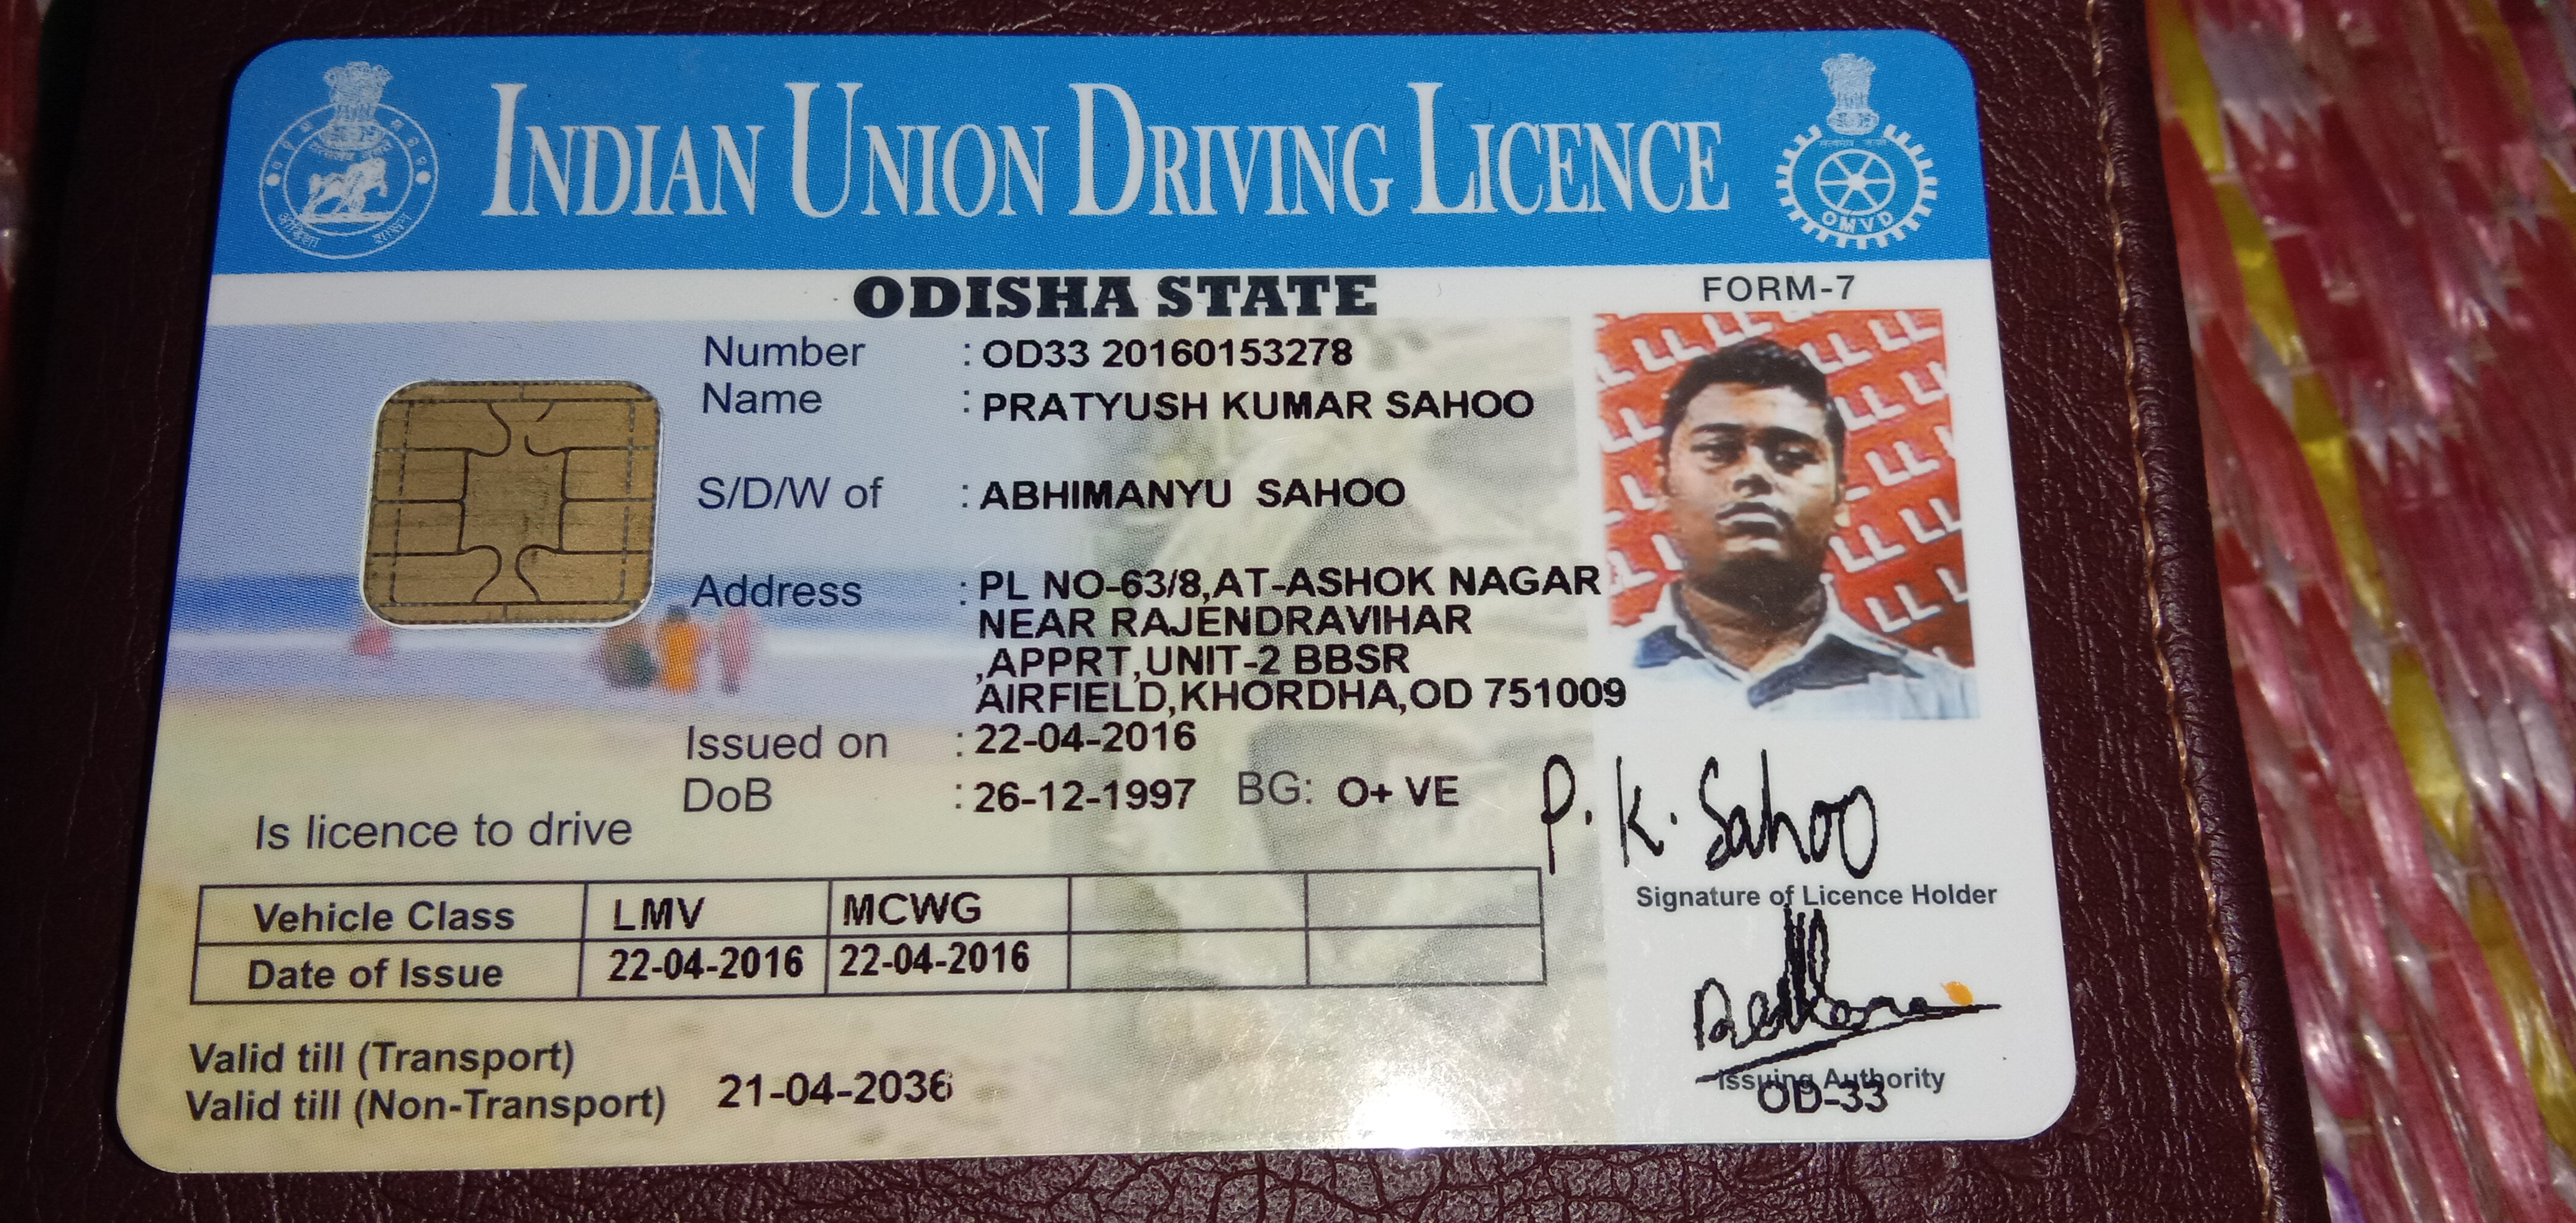 INDIAN UNION DRIVING LICENCE
OMVD
ODISHA STATE
FORM-7
Number : OD33 20160153278
Name : PRATYUSH KUMAR SAHOO
S/D/W of : ABHIMANYU SAHOO
Address : PL NO-63/8,AT-ASHOK NAGAR
NEAR RAJENDRAVIHAR
,APPRT,UNIT-2 BBSR
AIRFIELD,KHORDHA,OD 751009
Issued on : 22-04-2016
DoB : 26-12-1997 BG: O+ VE
P. K. Sahoo
Signature of Licence Holder
Is licence to drive
Vehicle Class LMV MCWG
Date of Issue 22-04-2016 22-04-2016
Valid till (Transport)
Valid till (Non-Transport) 21-04-2036
Issuing Authority
OD-33